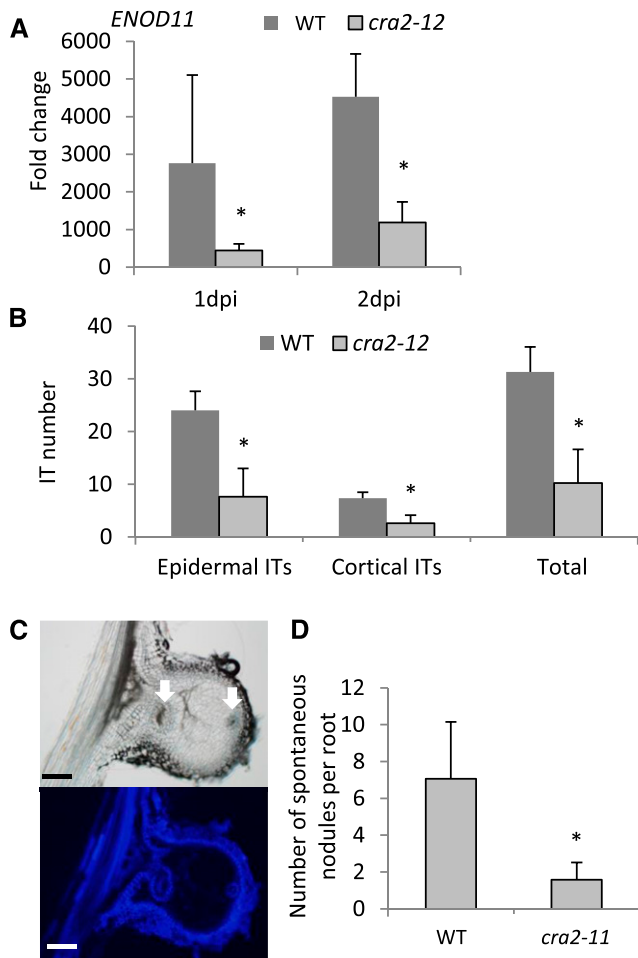 A
ENOD11
WT cra2-12
Fold change
6000
5000
4000
3000
2000
1000
0
*
*
1dpi 2dpi
B
WT cra2-12
IT number
40
30
20
10
0
*
*
*
Epidermal ITs Cortical ITs Total
C
D
Number of spontaneous
nodules per root
12
10
8
6
4
2
0
*
WT cra2-11